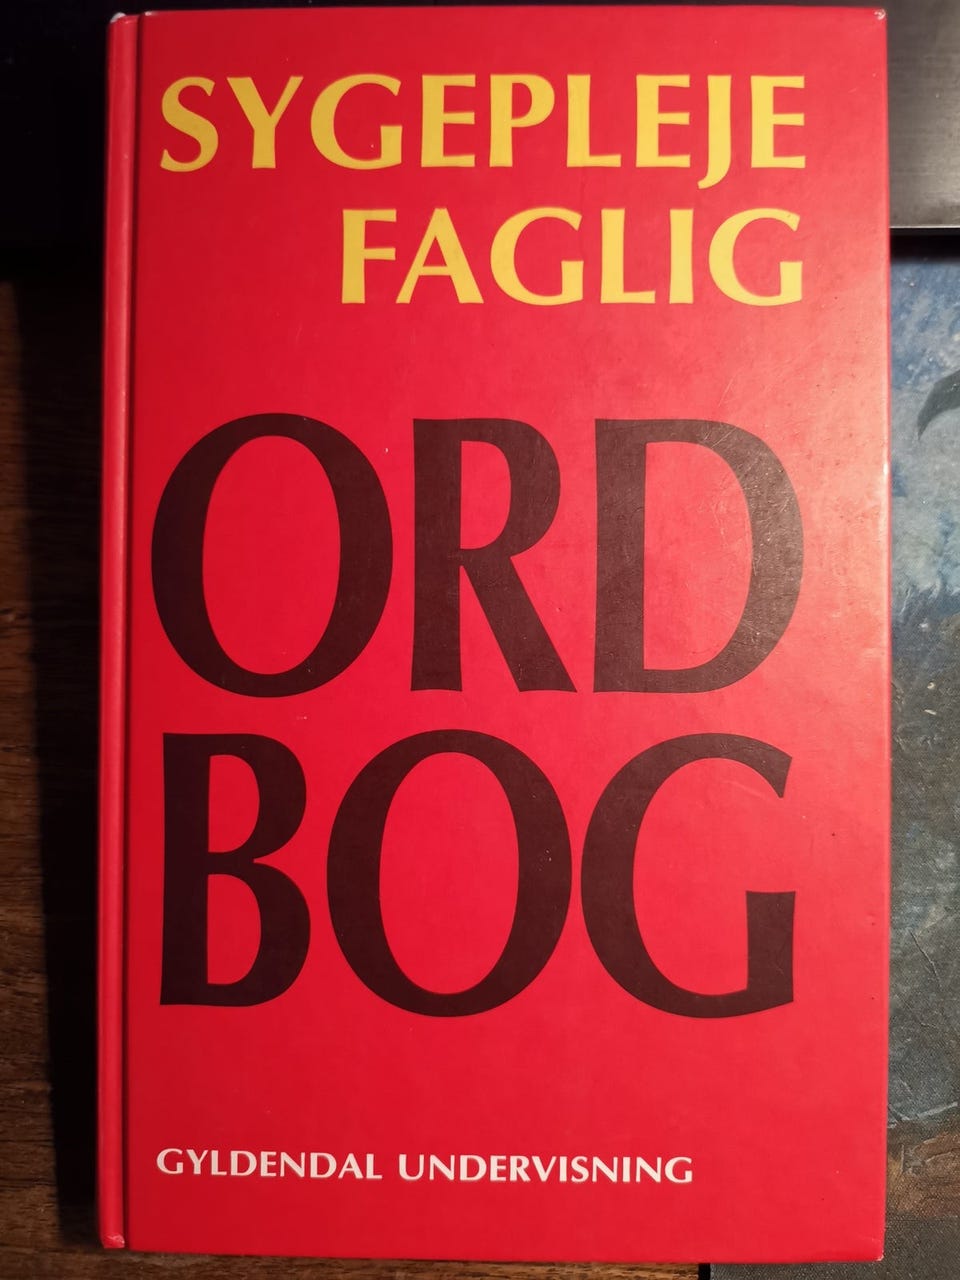 SYGEPLEJE
FAGLIG
ORD
BOG
GYLDENDAL UNDERVISNING